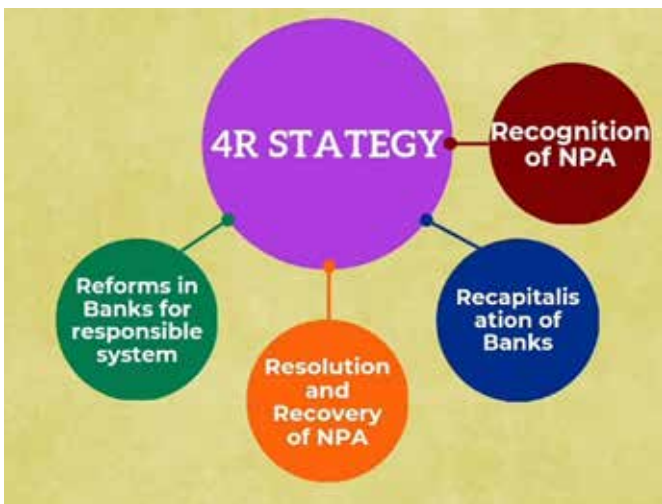 4R STATEGY
Recognition
of NPA
Reforms in
Banks for
responsible
system
Resolution
and
Recovery
of NPA
Recapitalis
ation of
Banks